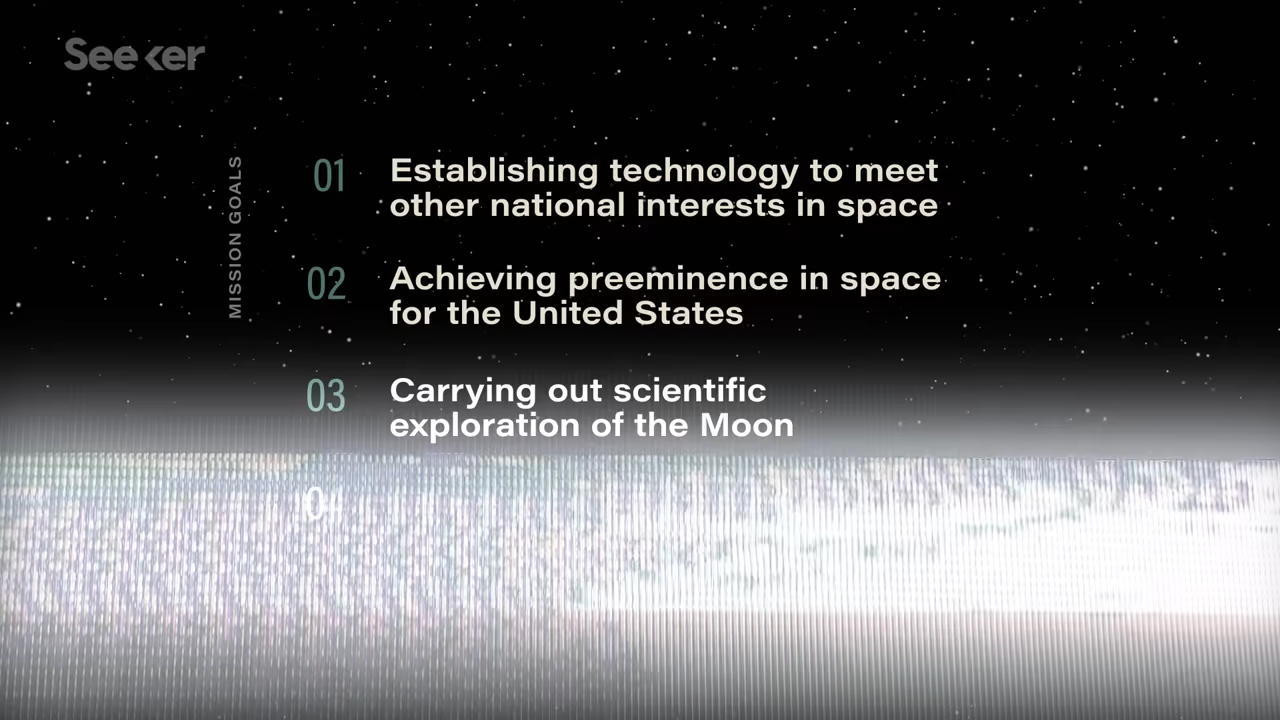 Seeker
MISSION GOALS
01
Establishing technology to meet
other national interests in space
02
Achieving preeminence in space
for the United States
03
Carrying out scientific
exploration of the Moon
04